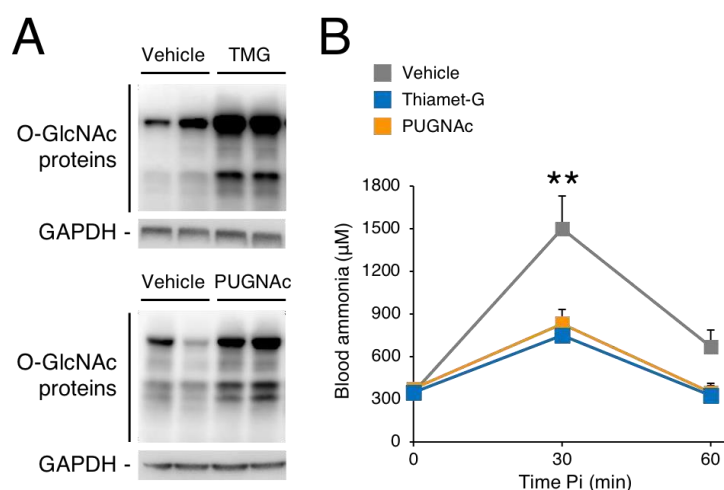 A
Vehicle TMG
O-GlcNAc
proteins
GAPDH -
Vehicle PUGNAc
O-GlcNAc
proteins
GAPDH -
B
Vehicle
Thiamet-G
PUGNAc
**
1800
1500
1200
900
600
300
0
Blood ammonia (µM)
0 30 60
Time Pi (min)